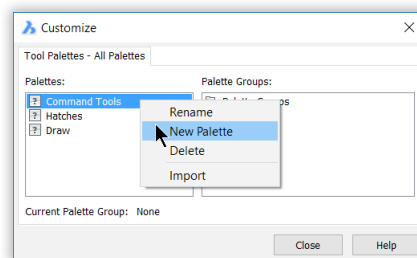 Customize
Tool Palettes - All Palettes
Palettes:
Palette Groups:
Command Tools
Hatches
Draw
Rename
New Palette
Delete
Import
Current Palette Group: None
Close
Help